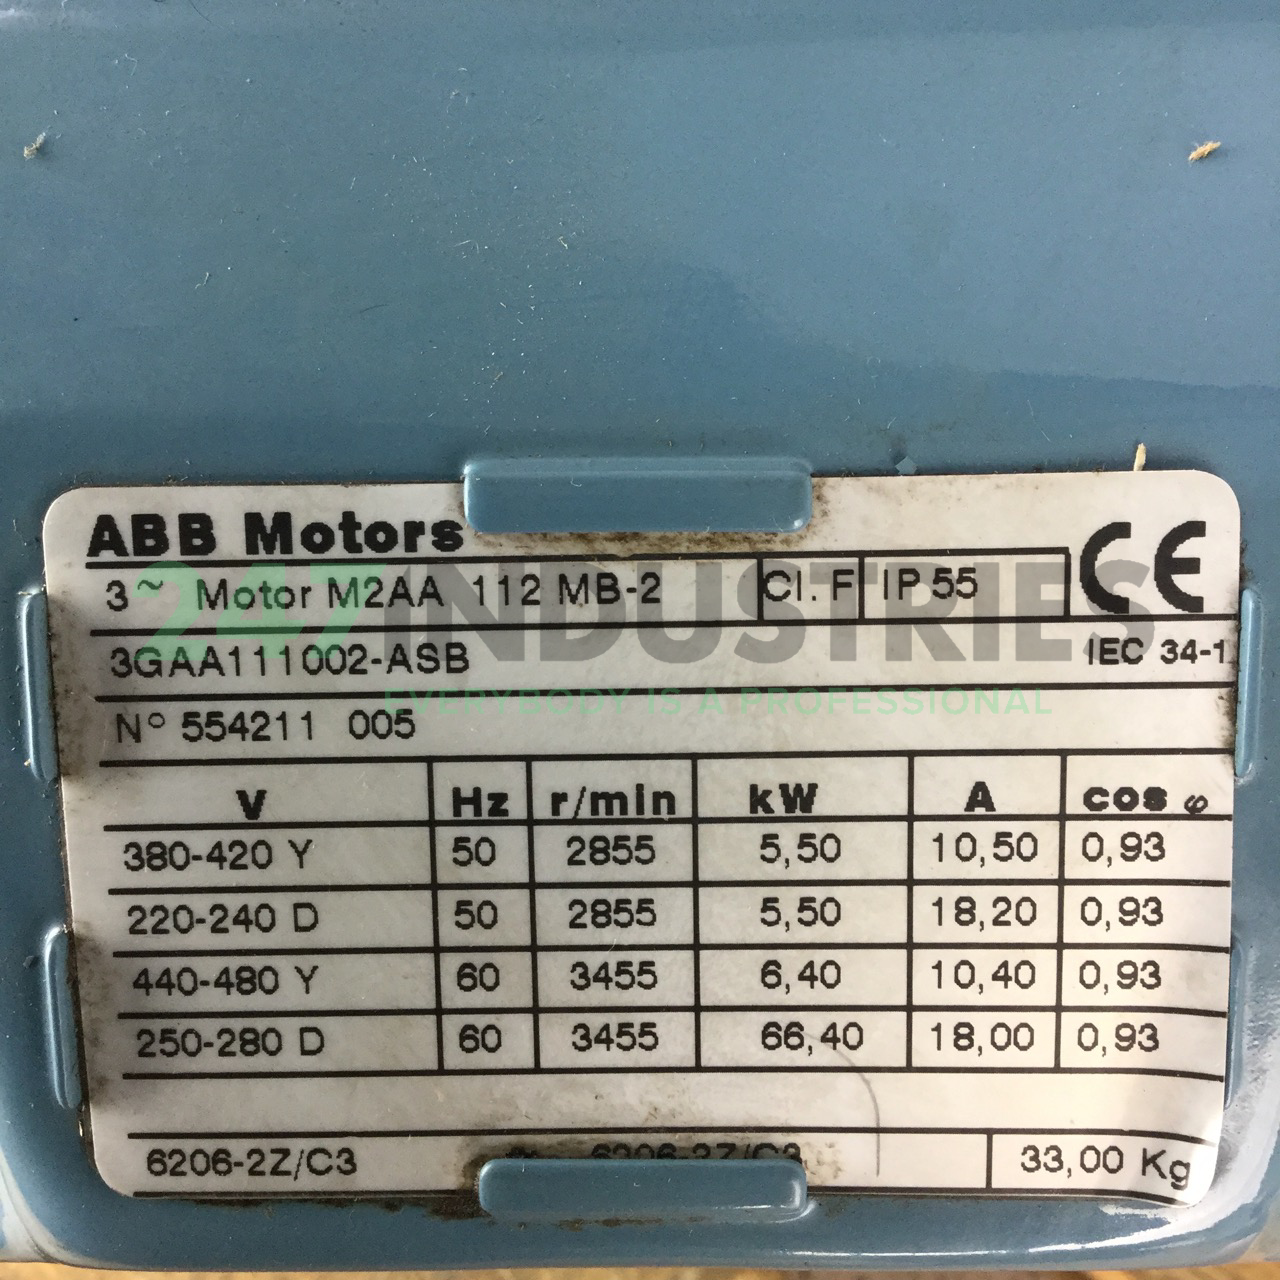 ABB Motors
CE
3~ Motor M2AA 112 MB-2 Cl. F IP 55
3GAA111002-ASB IEC 34-1
N° 554211 005
V Hz r/min kW A cos φ
380-420 Y 50 2855 5,50 10,50 0,93
220-240 D 50 2855 5,50 18,20 0,93
440-480 Y 60 3455 6,40 10,40 0,93
250-280 D 60 3455 66,40 18,00 0,93
6206-2Z/C3 6206-2Z/C3 33,00 Kg
247INDUSTRIES
EVERYBODY IS A PROFESSIONAL